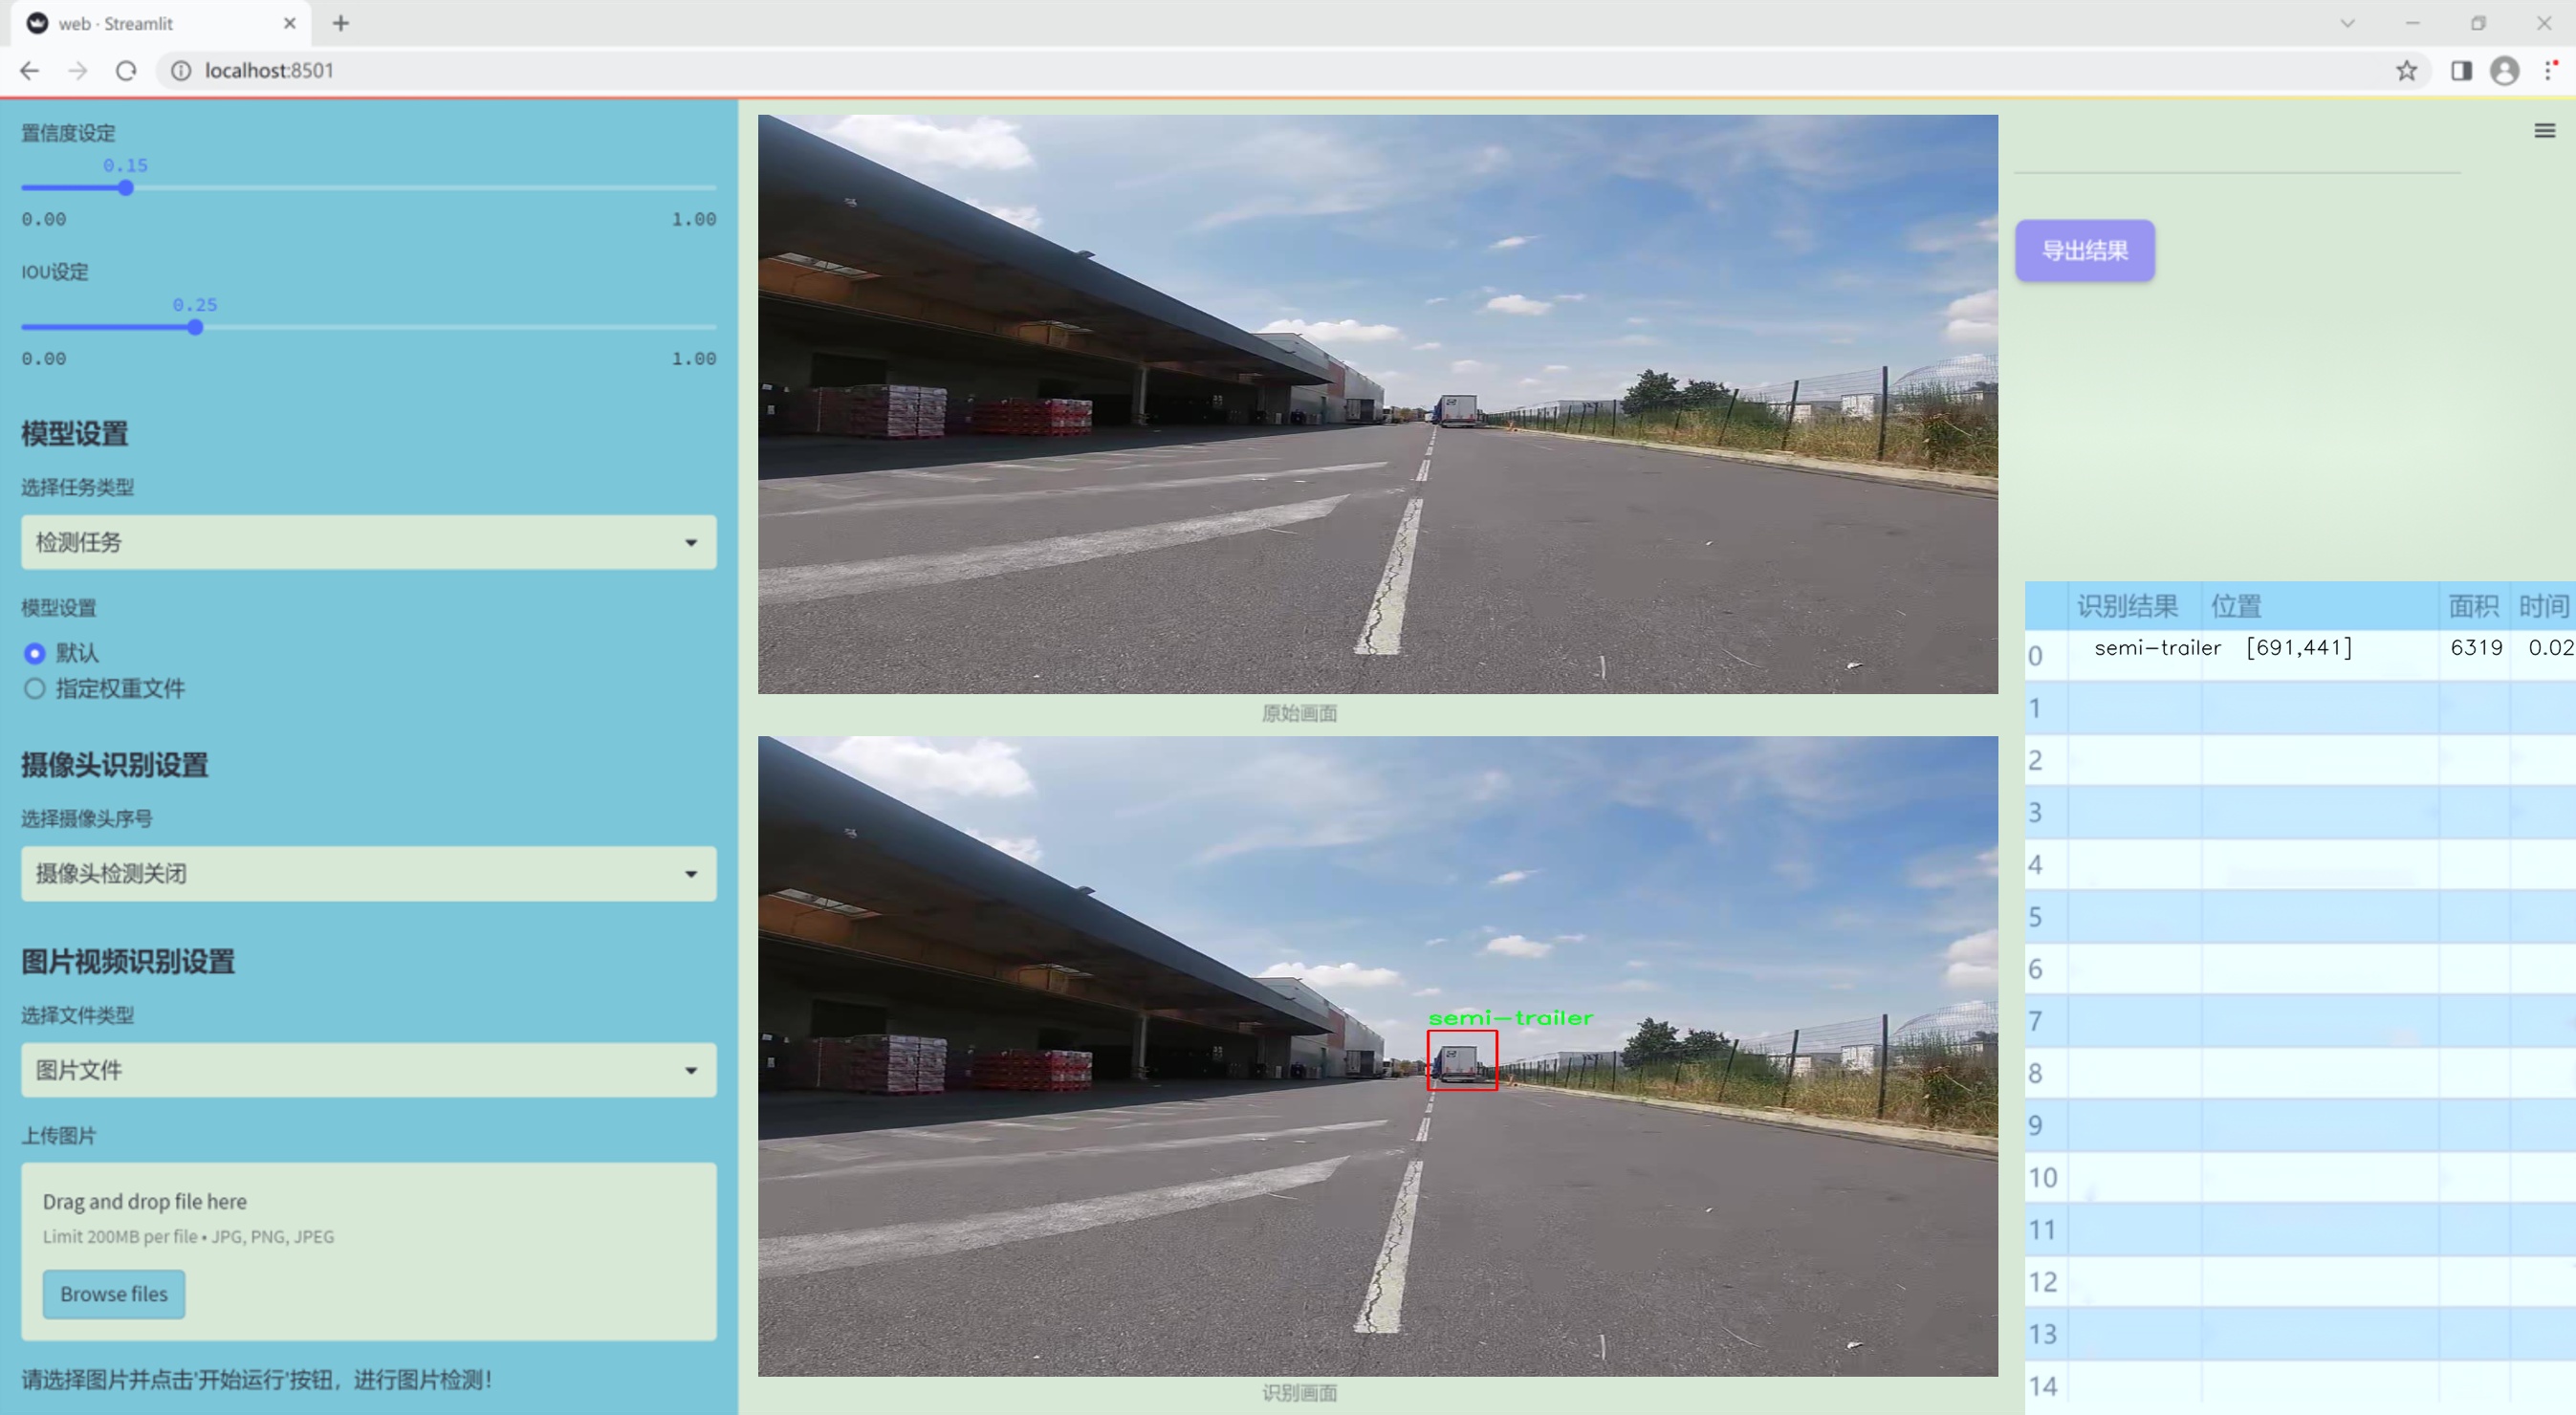 web · Streamlit
localhost:8501
置信度设定
0.15
0.00 1.00
IOU设定
0.25
0.00 1.00
模型设置
选择任务类型
检测任务
模型设置
默认
指定权重文件
摄像头识别设置
选择摄像头序号
摄像头检测关闭
图片视频识别设置
选择文件类型
图片文件
上传图片
Drag and drop file here
Limit 200MB per file • JPG, PNG, JPEG
Browse files
请选择图片并点击'开始运行'按钮，进行图片检测！
原始画面
semi-trailer
识别画面
导出结果
识别结果 位置 面积 时间
0 semi-trailer [691,441] 6319 0.02
1
2
3
4
5
6
7
8
9
10
11
12
13
14